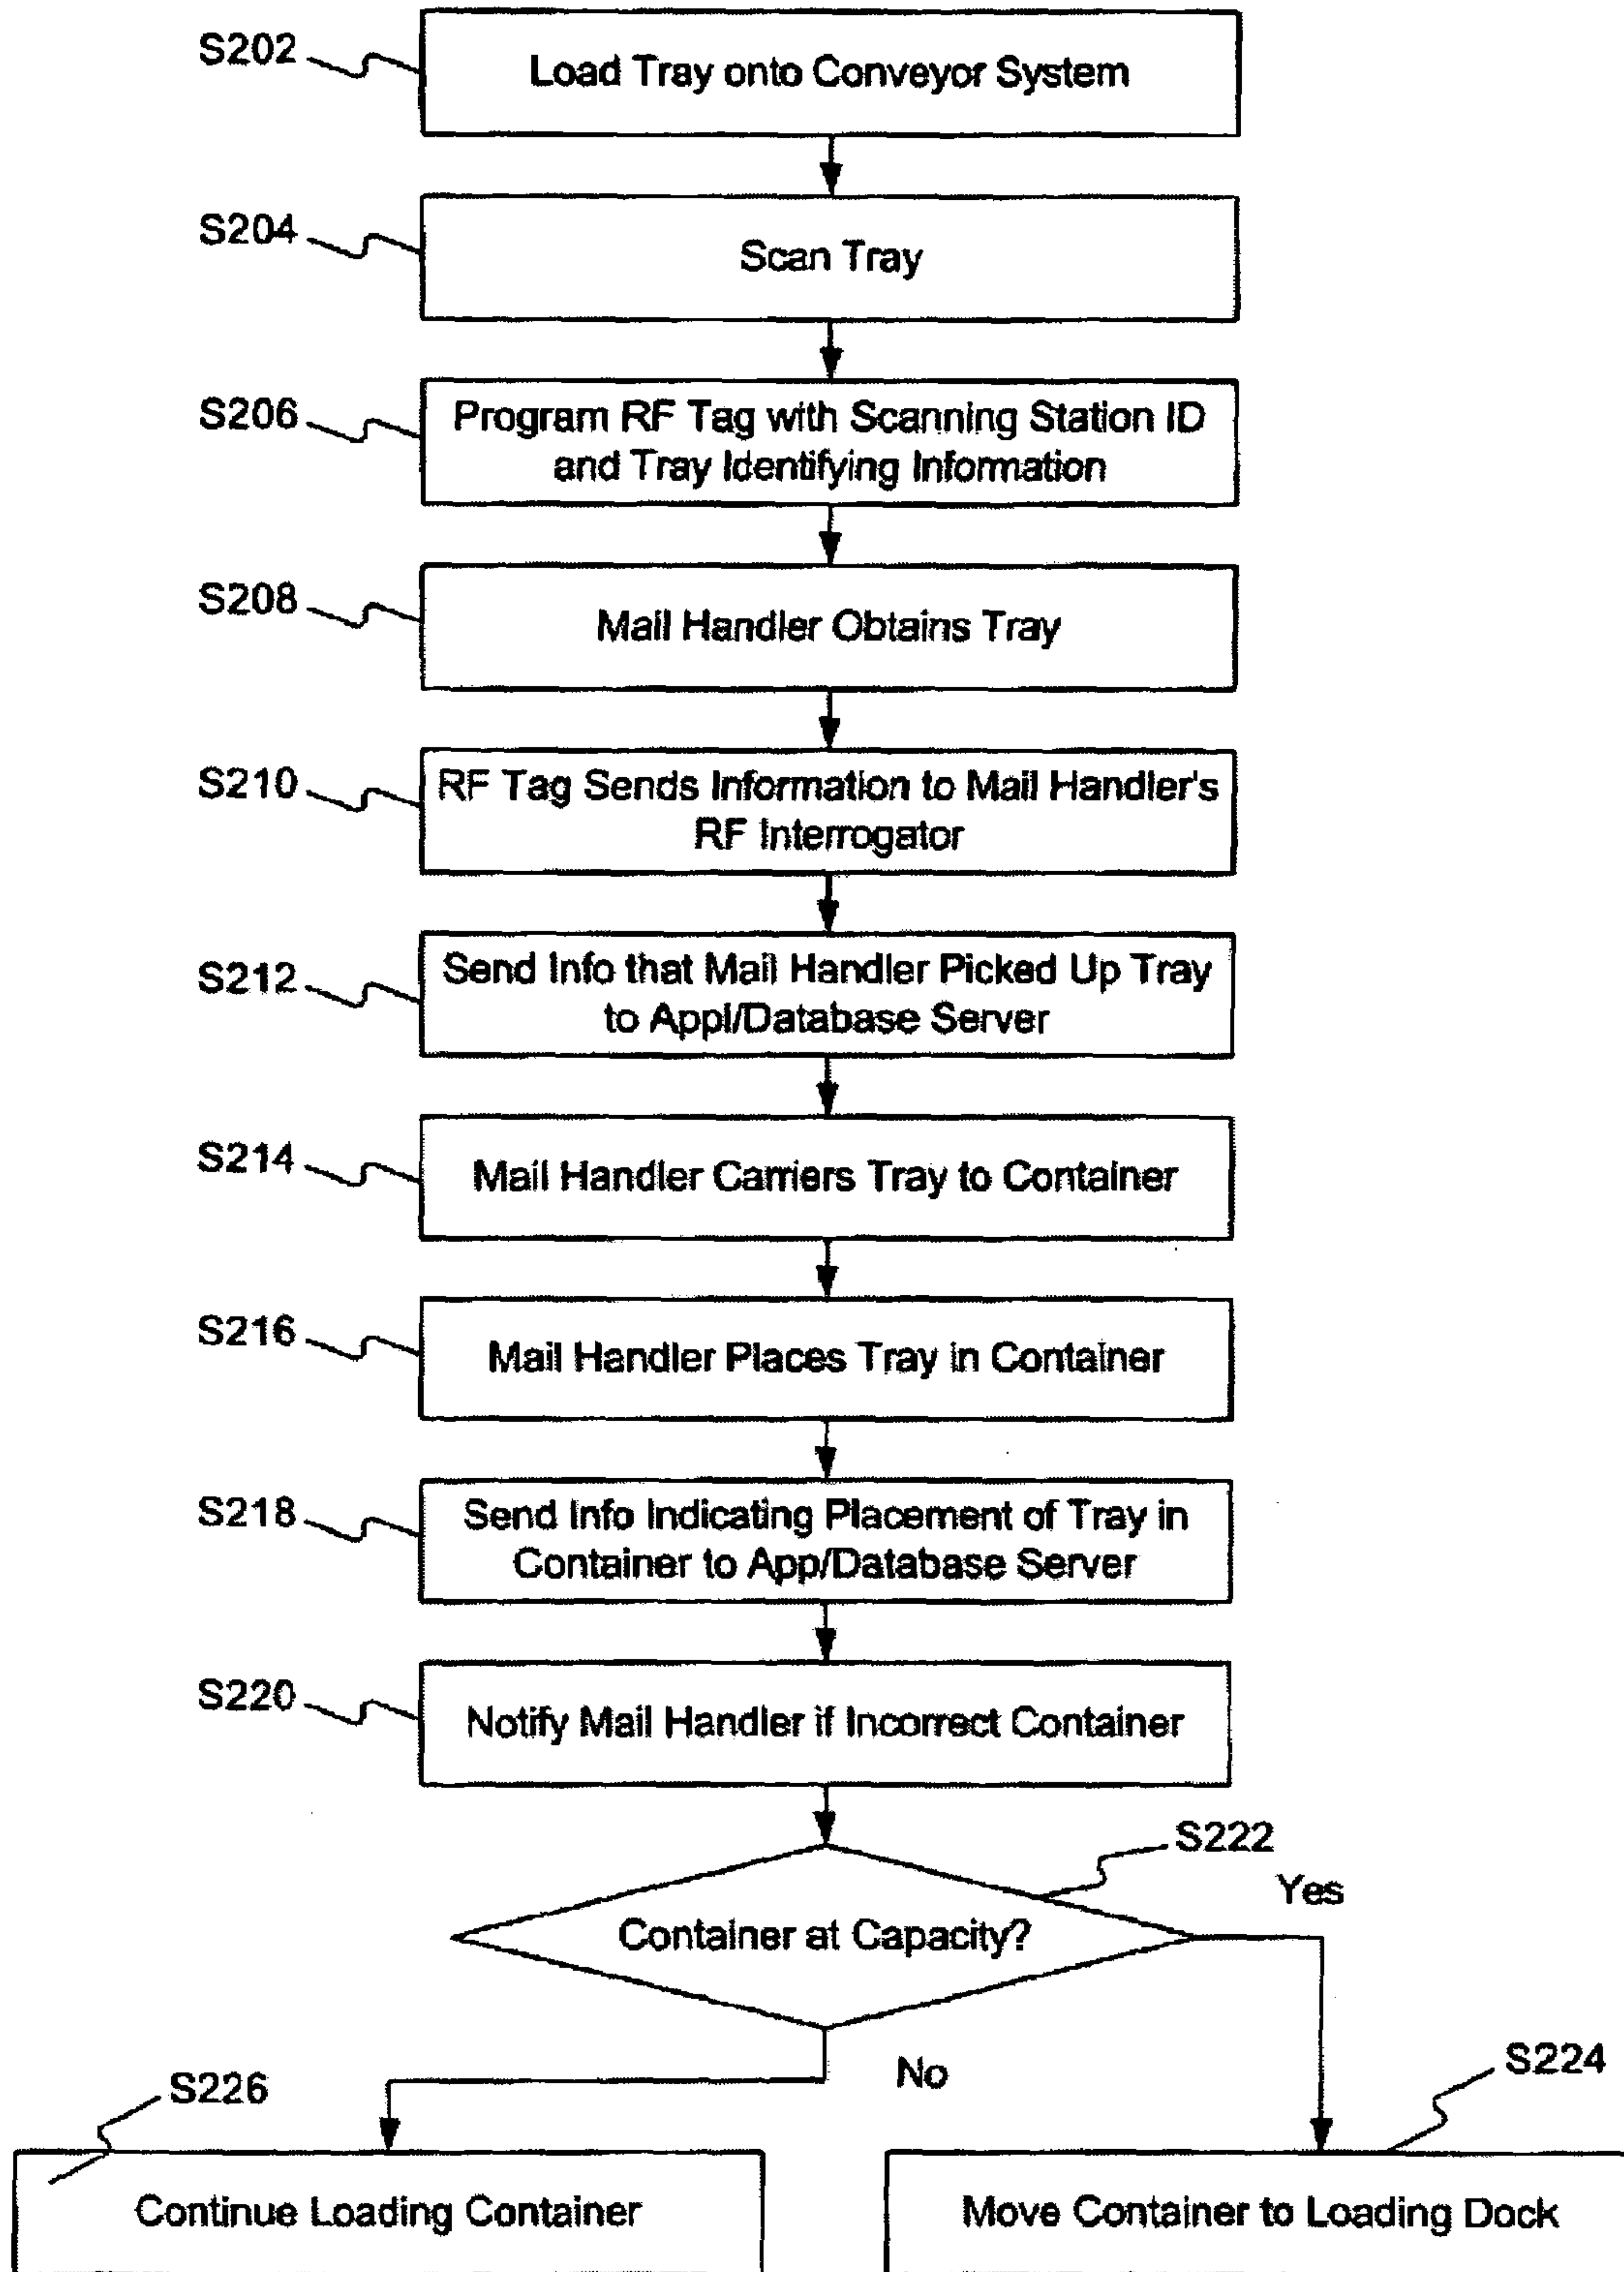 S202
Load Tray onto Conveyor System
S204
Scan Tray
S206
Program RF Tag with Scanning Station ID
and Tray Identifying Information
S208
Mail Handler Obtains Tray
S210
RF Tag Sends Information to Mail Handler's
RF Interrogator
S212
Send Info that Mail Handler Picked Up Tray
to Appl/Database Server
S214
Mail Handler Carriers Tray to Container
S216
Mail Handler Places Tray in Container
S218
Send Info Indicating Placement of Tray in
Container to App/Database Server
S220
Notify Mail Handler if Incorrect Container
S222
Yes
Container at Capacity?
No
S226
S224
Continue Loading Container
Move Container to Loading Dock